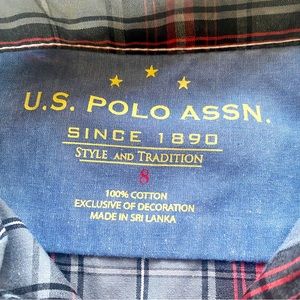 U.S. POLO ASSN.
SINCE 1890
STYLE AND TRADITION
8
100% COTTON
EXCLUSIVE OF DECORATION
MADE IN SRI LANKA